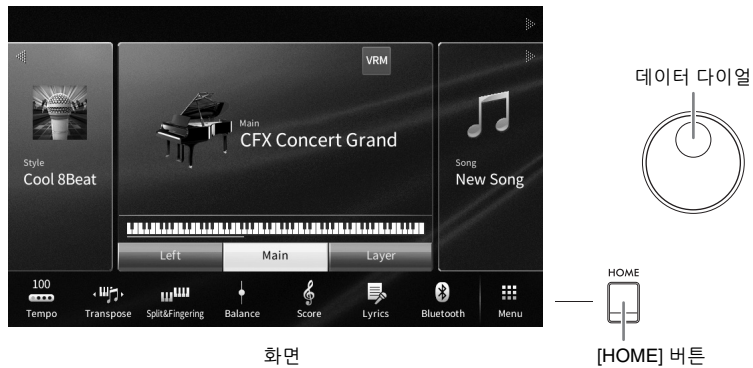 VRM
데이터 다이얼
Main
CFX Concert Grand
Style
Cool 8Beat
Song
New Song
Left
Main
Layer
HOME
100
Tempo
Transpose
Split&Fingering
Balance
Score
Lyrics
Bluetooth
Menu
화면
[HOME] 버튼